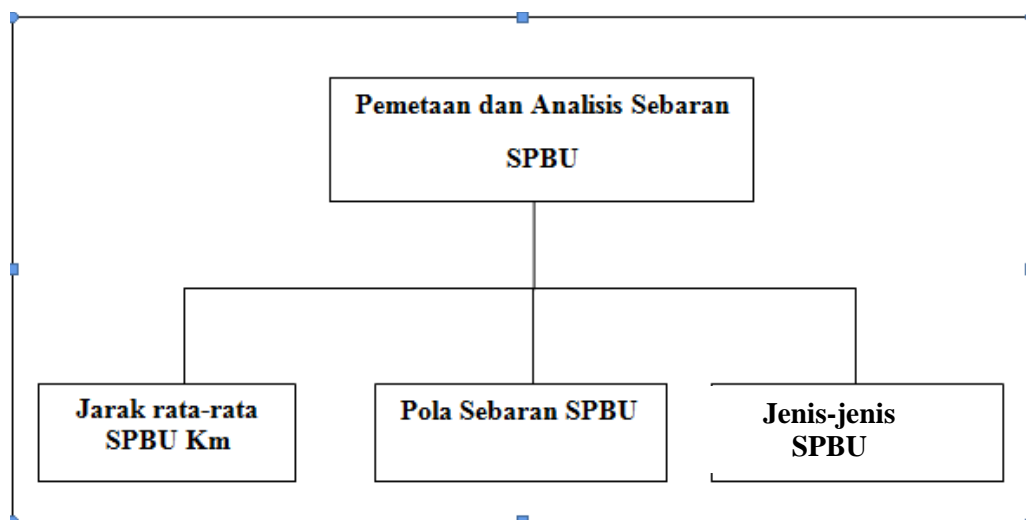 Pemetaan dan Analisis Sebaran
SPBU
Jarak rata-rata
SPBU Km
Pola Sebaran SPBU
Jenis-jenis
SPBU